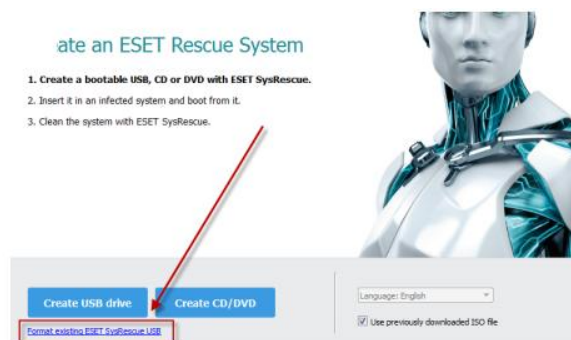 ate an ESET Rescue System
1. Create a bootable USB, CD or DVD with ESET SysRescue.
2. Insert it in an infected system and boot from it.
3. Clean the system with ESET SysRescue.
Create USB drive
Create CD/DVD
Language: English
Format existing ESET SysRescue USB
Use previously downloaded ISO file